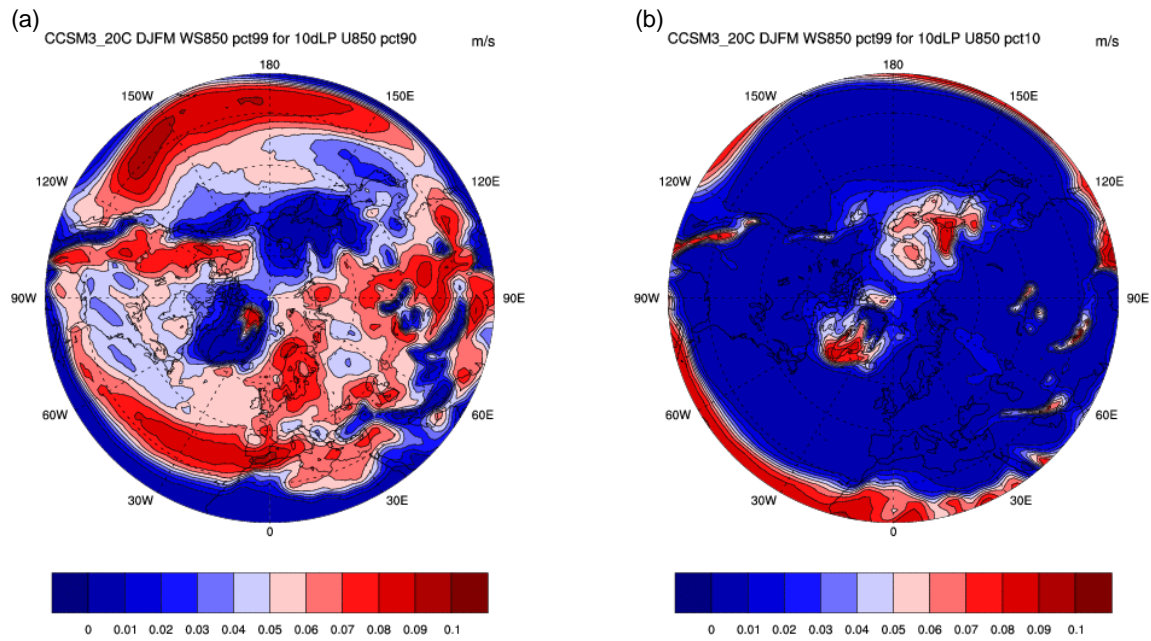 (a)
CCSM3_20C DJFM WS850 pct99 for 10dLP U850 pct90 m/s
180
150W 150E
120W 120E
90W 90E
60W 60E
30W 30E
0
0 0.01 0.02 0.03 0.04 0.05 0.06 0.07 0.08 0.09 0.1
(b)
CCSM3_20C DJFM WS850 pct99 for 10dLP U850 pct10 m/s
180
150W 150E
120W 120E
90W 90E
60W 60E
30W 30E
0
0 0.01 0.02 0.03 0.04 0.05 0.06 0.07 0.08 0.09 0.1